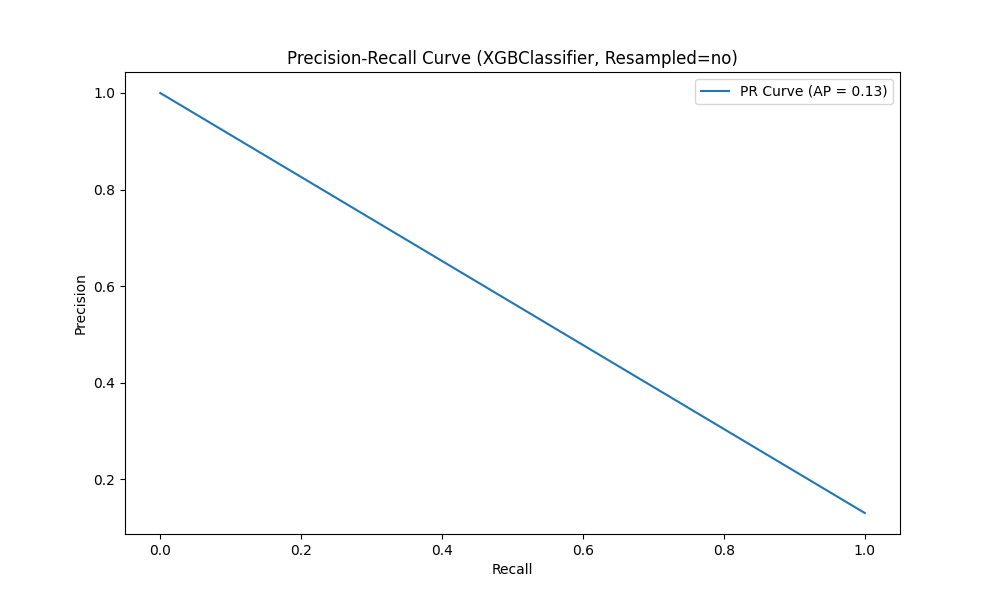 Precision-Recall Curve (XGBClassifier, Resampled=no)
PR Curve (AP = 0.13)
1.0
0.8
0.6
0.4
0.2
Precision
0.0
0.2
0.4
0.6
0.8
1.0
Recall